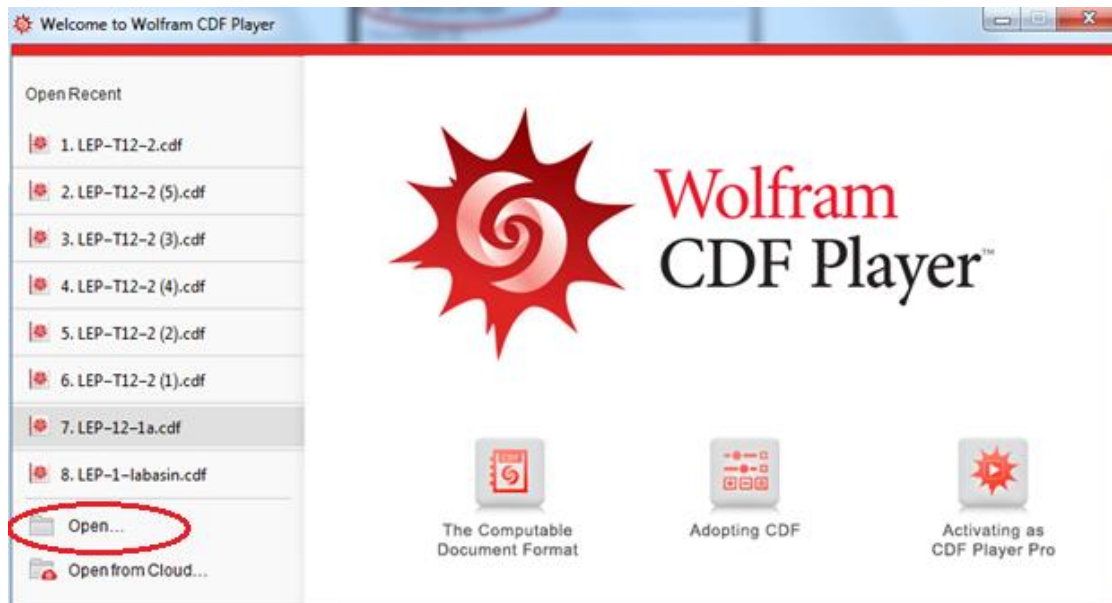 Welcome to Wolfram CDF Player
Open Recent
1. LEP-T12-2.cdf
2. LEP-T12-2 (5).cdf
3. LEP-T12-2 (3).cdf
4. LEP-T12-2 (4).cdf
5. LEP-T12-2 (2).cdf
6. LEP-T12-2 (1).cdf
7. LEP-12-1a.cdf
8. LEP-1-labasin.cdf
Open...
Open from Cloud...
Wolfram
CDF Player™
CDF
The Computable
Document Format
Adopting CDF
Activating as
CDF Player Pro